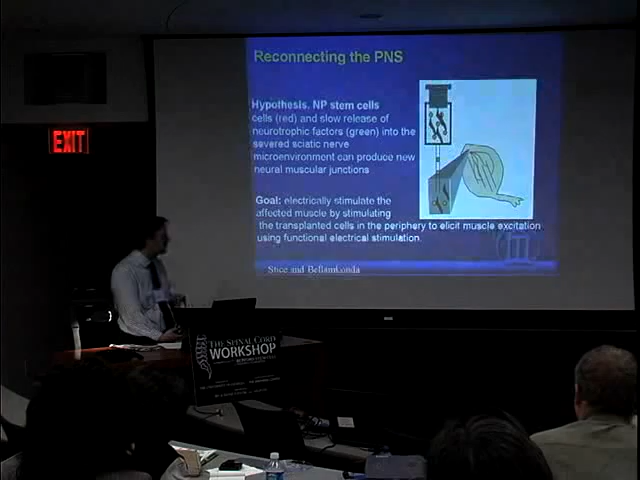 Reconnecting the PNS
Hypothesis. NP stem cells
cells (red) and slow release of
neurotrophic factors (green) into the
severed sciatic nerve
microenvironment can produce new
neural muscular junctions
Goal: electrically stimulate the
affected muscle by stimulating
the transplanted cells in the periphery to elicit muscle excitation
using functional electrical stimulation.
Stice and Bellamkonda
EXIT
THE SPINAL CORD
WORKSHOP